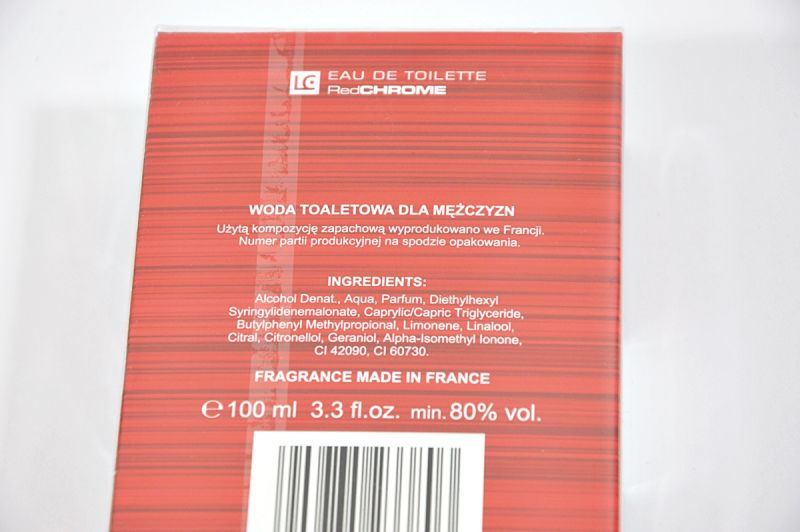 LC EAU DE TOILETTE
RedCHROME
WODA TOALETOWA DLA MĘŻCZYZN
Użytą kompozycję zapachową wyprodukowano we Francji.
Numer partii produkcyjnej na spodzie opakowania.
INGREDIENTS:
Alcohol Denat., Aqua, Parfum, Diethylhexyl
Syringylidenemalonate, Caprylic/Capric Triglyceride,
Butylphenyl Methylpropional, Limonene, Linalool,
Citral, Citronellol, Geraniol, Alpha-Isomethyl Ionone,
CI 42090, CI 60730.
FRAGRANCE MADE IN FRANCE
℮ 100 ml 3.3 fl.oz. min. 80% vol.